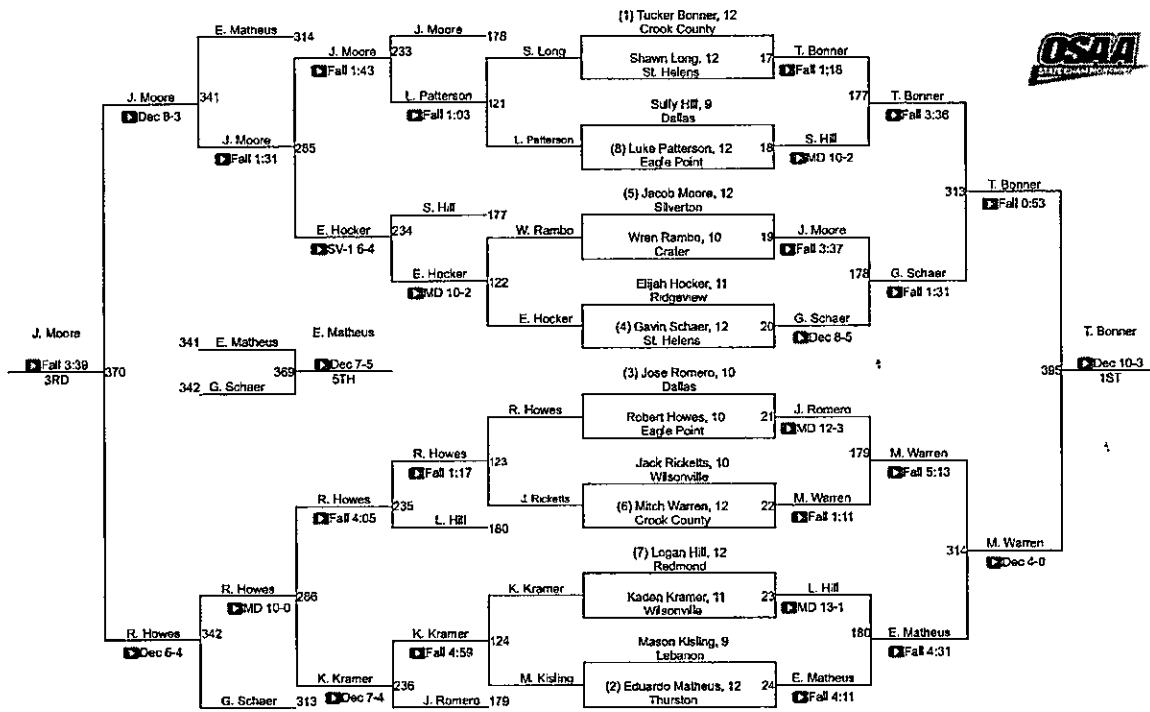 (1) Tucker Bonner, 12
Crook County
E. Matheus
314
J. Moore
178
S. Long
J. Moore
233
Fall 1:43
Shawn Long, 12
St. Helens
17
T. Bonner
Fall 1:18
OSAA
STATE CHAMPIONSHIPS
J. Moore
341
Dec 8-3
L. Patterson
Fall 1:03
121
Sully Hill, 9
Dallas
177
T. Bonner
Fall 3:36
J. Moore
Fall 1:31
285
L. Patterson
(8) Luke Patterson, 12
Eagle Point
18
S. Hill
MD 10-2
(5) Jacob Moore, 12
Silverton
313
T. Bonner
Fall 0:53
S. Hill
177
E. Hocker
234
SV-1 6-4
W. Rambo
Wren Rambo, 10
Crater
19
J. Moore
Fall 3:37
E. Hocker
MD 10-2
122
Elijah Hocker, 11
Ridgeview
178
G. Schaer
Fall 1:31
E. Hocker
(4) Gavin Schaer, 12
St. Helens
20
G. Schaer
Dec 8-5
J. Moore
Fall 3:39
3RD
370
341
E. Matheus
342
G. Schaer
369
E. Matheus
Dec 7-5
5TH
395
T. Bonner
Dec 10-3
1ST
(3) Jose Romero, 10
Dallas
R. Howes
Robert Howes, 10
Eagle Point
21
J. Romero
MD 12-3
R. Howes
Fall 1:17
123
Jack Ricketts, 10
Wilsonville
179
M. Warren
Fall 5:13
R. Howes
Fall 4:05
235
L. Hill
180
J. Ricketts
(6) Mitch Warren, 12
Crook County
22
M. Warren
Fall 1:11
(7) Logan Hill, 12
Redmond
314
M. Warren
Dec 4-0
R. Howes
MD 10-0
286
K. Kramer
Kaden Kramer, 11
Wilsonville
23
L. Hill
MD 13-1
R. Howes
Dec 6-4
342
K. Kramer
Fall 4:59
124
Mason Kisling, 9
Lebanon
180
E. Matheus
Fall 4:31
K. Kramer
Dec 7-4
236
M. Kisling
(2) Eduardo Matheus, 12
Thurston
24
E. Matheus
Fall 4:11
G. Schaer
313
J. Romero
179